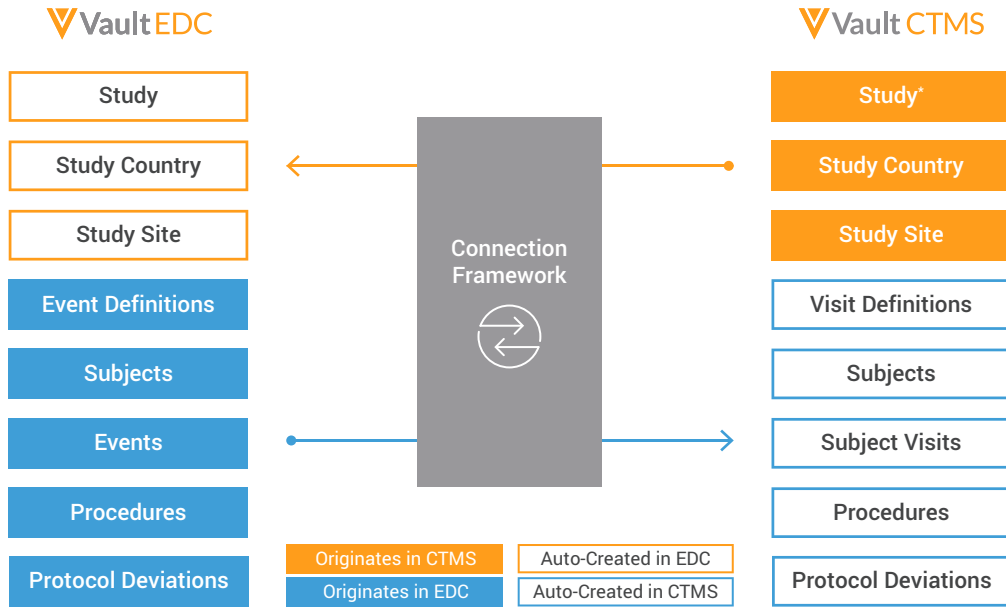 Vault EDC
Study
Study Country
Study Site
Event Definitions
Subjects
Events
Procedures
Protocol Deviations
Connection
Framework
Vault CTMS
Study*
Study Country
Study Site
Visit Definitions
Subjects
Subject Visits
Procedures
Protocol Deviations
Originates in CTMS
Auto-Created in EDC
Originates in EDC
Auto-Created in CTMS